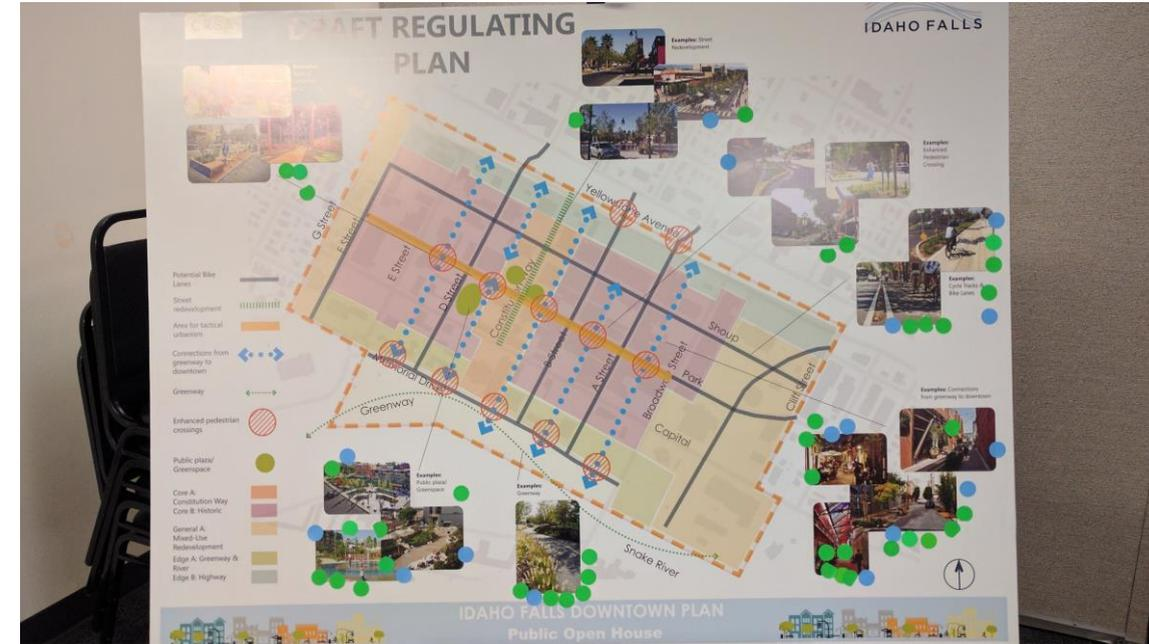 DRAFT REGULATING
PLAN
IDAHO FALLS
Examples: Street
Redevelopment
Examples:
Enhanced
Pedestrian
Crossing
Examples:
Cycle Tracks &
Bike Lanes
Examples: Connections
from greenway to downtown
Examples:
Public plaza/
Greenspace
Examples:
Greenway
Potential Bike
Lanes
Street
redevelopment
Area for tactical
urbanism
Connections from
greenway to
downtown
Greenway
Enhanced pedestrian
crossings
Public plaza/
Greenspace
Core A:
Constitution Way
Core B: Historic
General A:
Mixed-Use
Redevelopment
Edge A: Greenway &
River
Edge B: Highway
G Street
F Street
E Street
D Street
B Street
A Street
Broadway Street
Yellowstone Avenue
Shoup
Park
Capital
Cliff Street
Memorial Drive
Greenway
Snake River
IDAHO FALLS DOWNTOWN PLAN
Public Open House